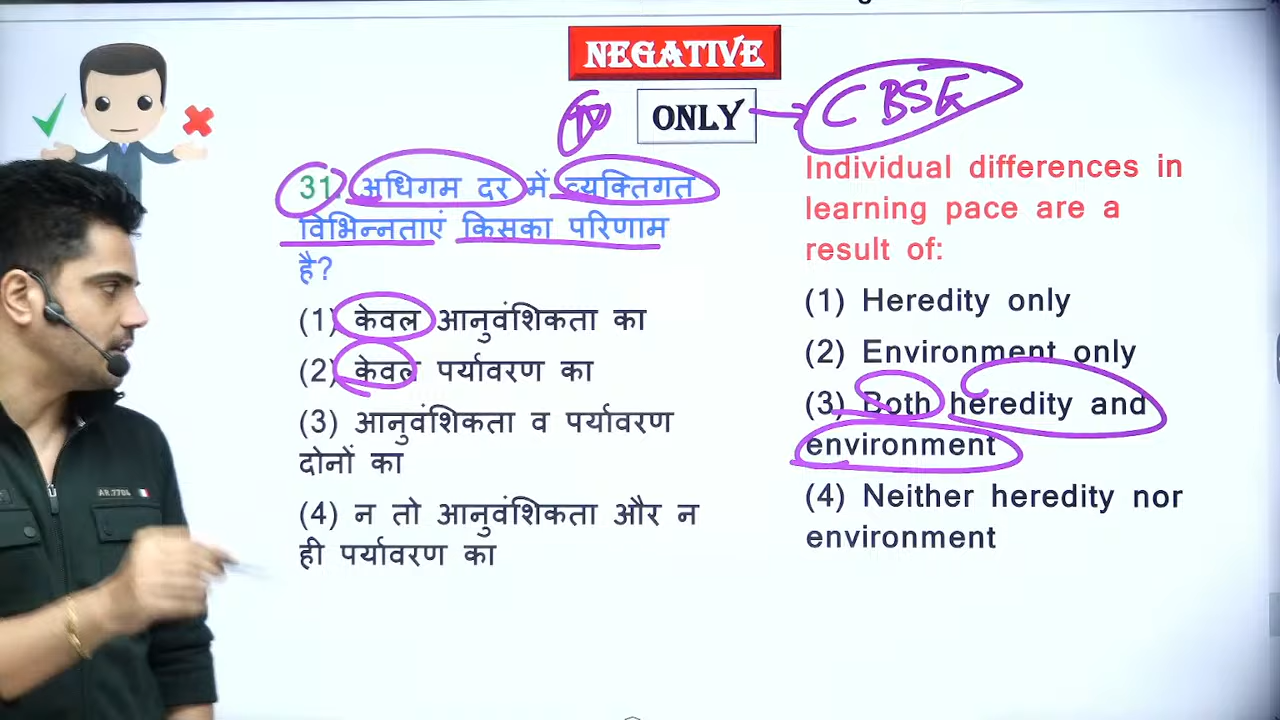 NEGATIVE
ONLY
CBSE
31. अधिगम दर में व्यक्तिगत
विभिन्नताएं किसका परिणाम
है?
(1) केवल आनुवंशिकता का
(2) केवल पर्यावरण का
(3) आनुवंशिकता व पर्यावरण
दोनों का
(4) न तो आनुवंशिकता और न
ही पर्यावरण का
Individual differences in
learning pace are a
result of:
(1) Heredity only
(2) Environment only
(3) Both heredity and
environment
(4) Neither heredity nor
environment
AR.7704